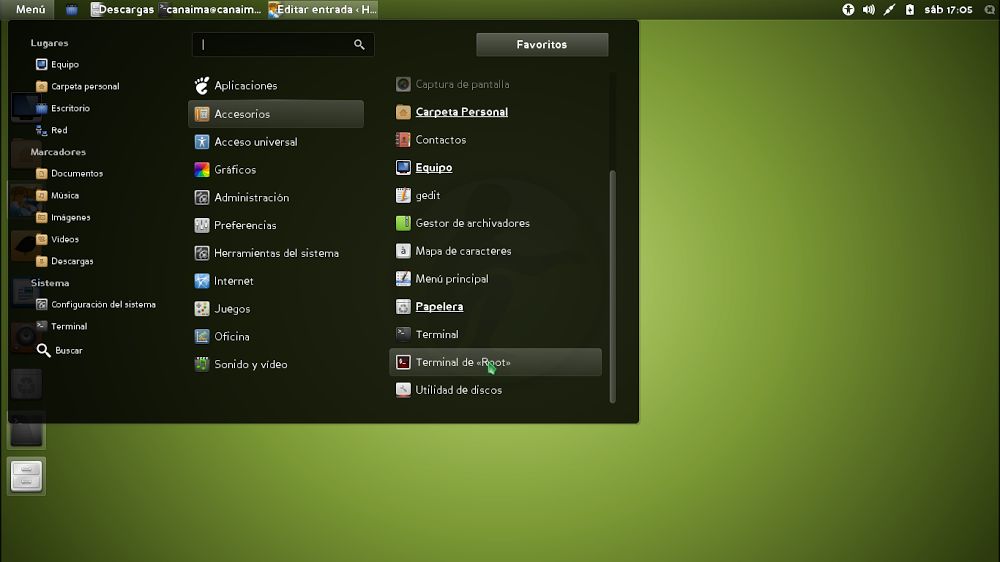 Menú
Descargas
canaima@canaim...
Editar entrada ‹ H...
sáb 17:05
Lugares
Equipo
Carpeta personal
Escritorio
Red
Marcadores
Documentos
Música
Imágenes
Videos
Descargas
Sistema
Configuración del sistema
Terminal
Buscar
Aplicaciones
Accesorios
Acceso universal
Gráficos
Administración
Preferencias
Herramientas del sistema
Internet
Juegos
Oficina
Sonido y vídeo
Favoritos
Captura de pantalla
Carpeta Personal
Contactos
Equipo
gedit
Gestor de archivadores
Mapa de caracteres
Menú principal
Papelera
Terminal
Terminal de «Root»
Utilidad de discos